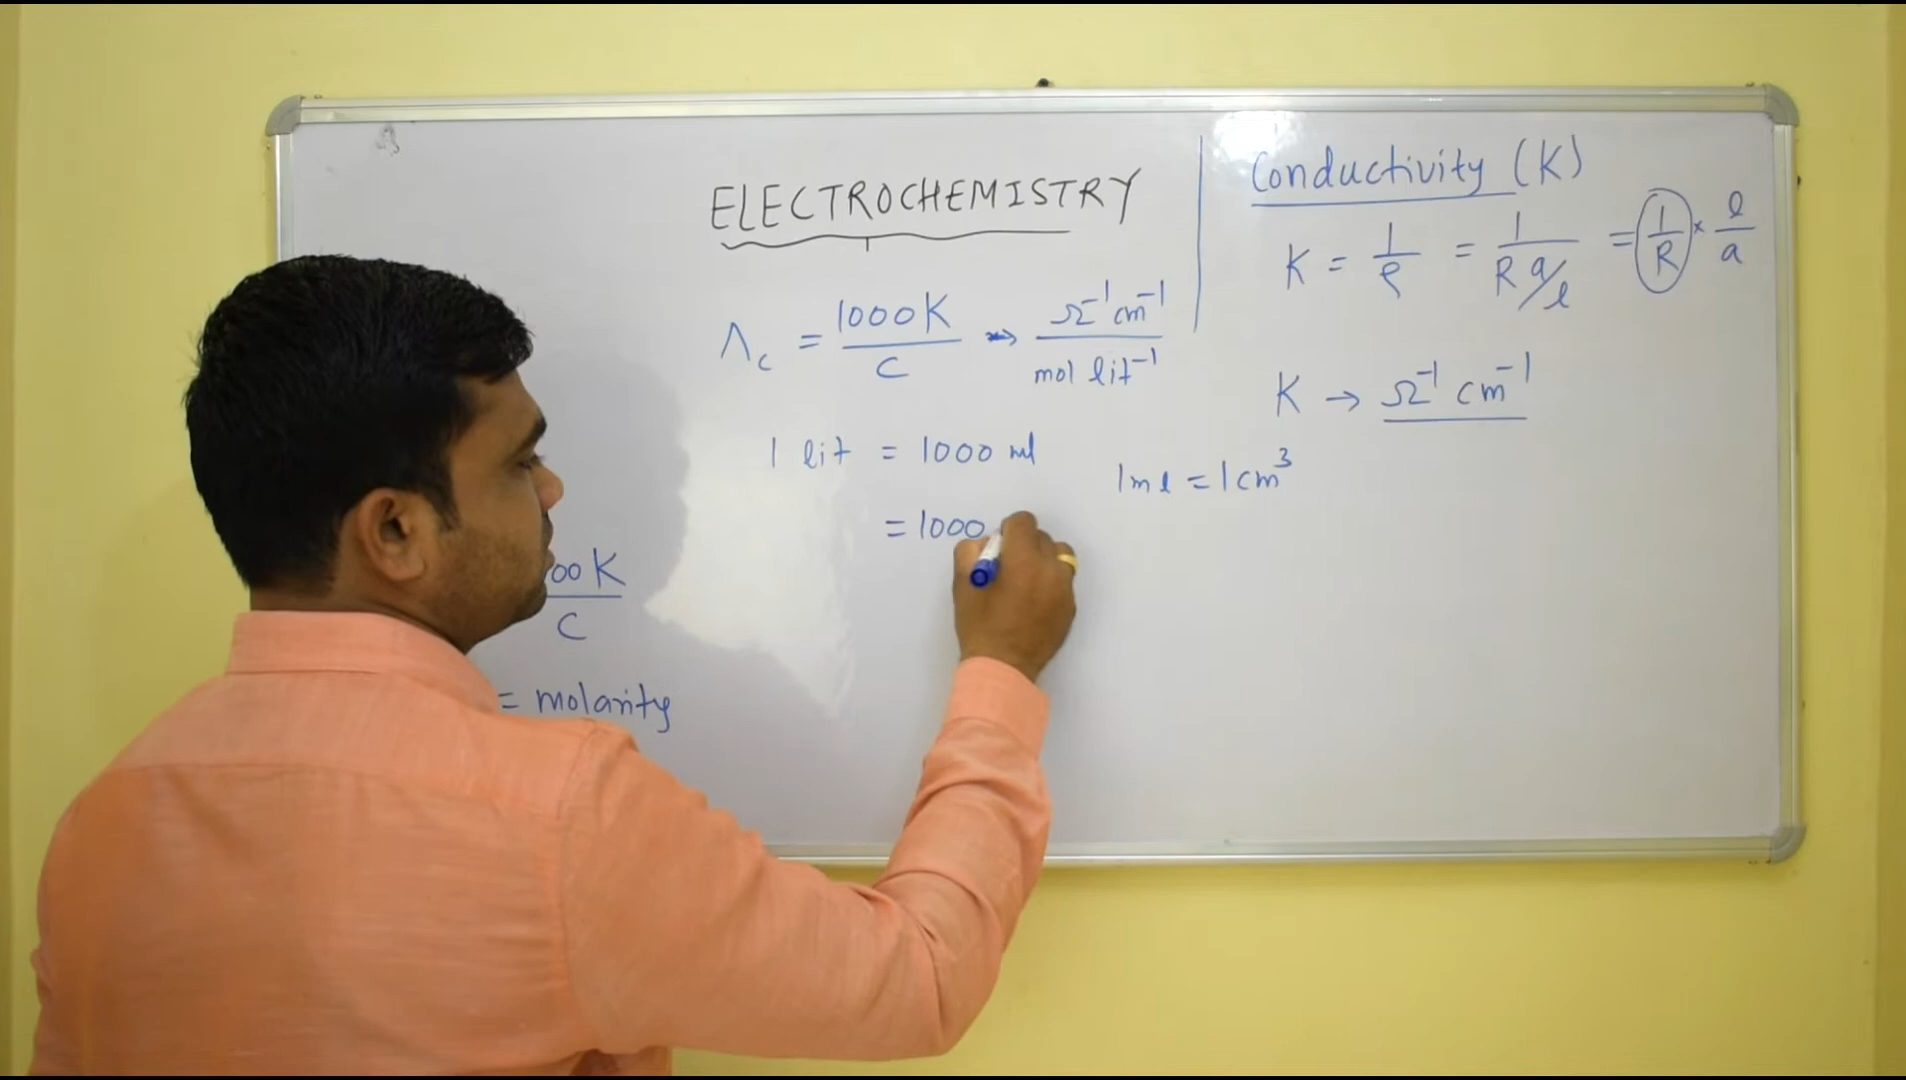 ELECTROCHEMISTRY
Λc = 1000K / C → Ω⁻¹ cm⁻¹ / mol lit⁻¹
1 lit = 1000 ml
= 1000
00 K / C
= molarity
Conductivity (K)
K = 1/ρ = 1 / R a/l = 1/R × l/a
K → Ω⁻¹ cm⁻¹
1ml = 1cm³